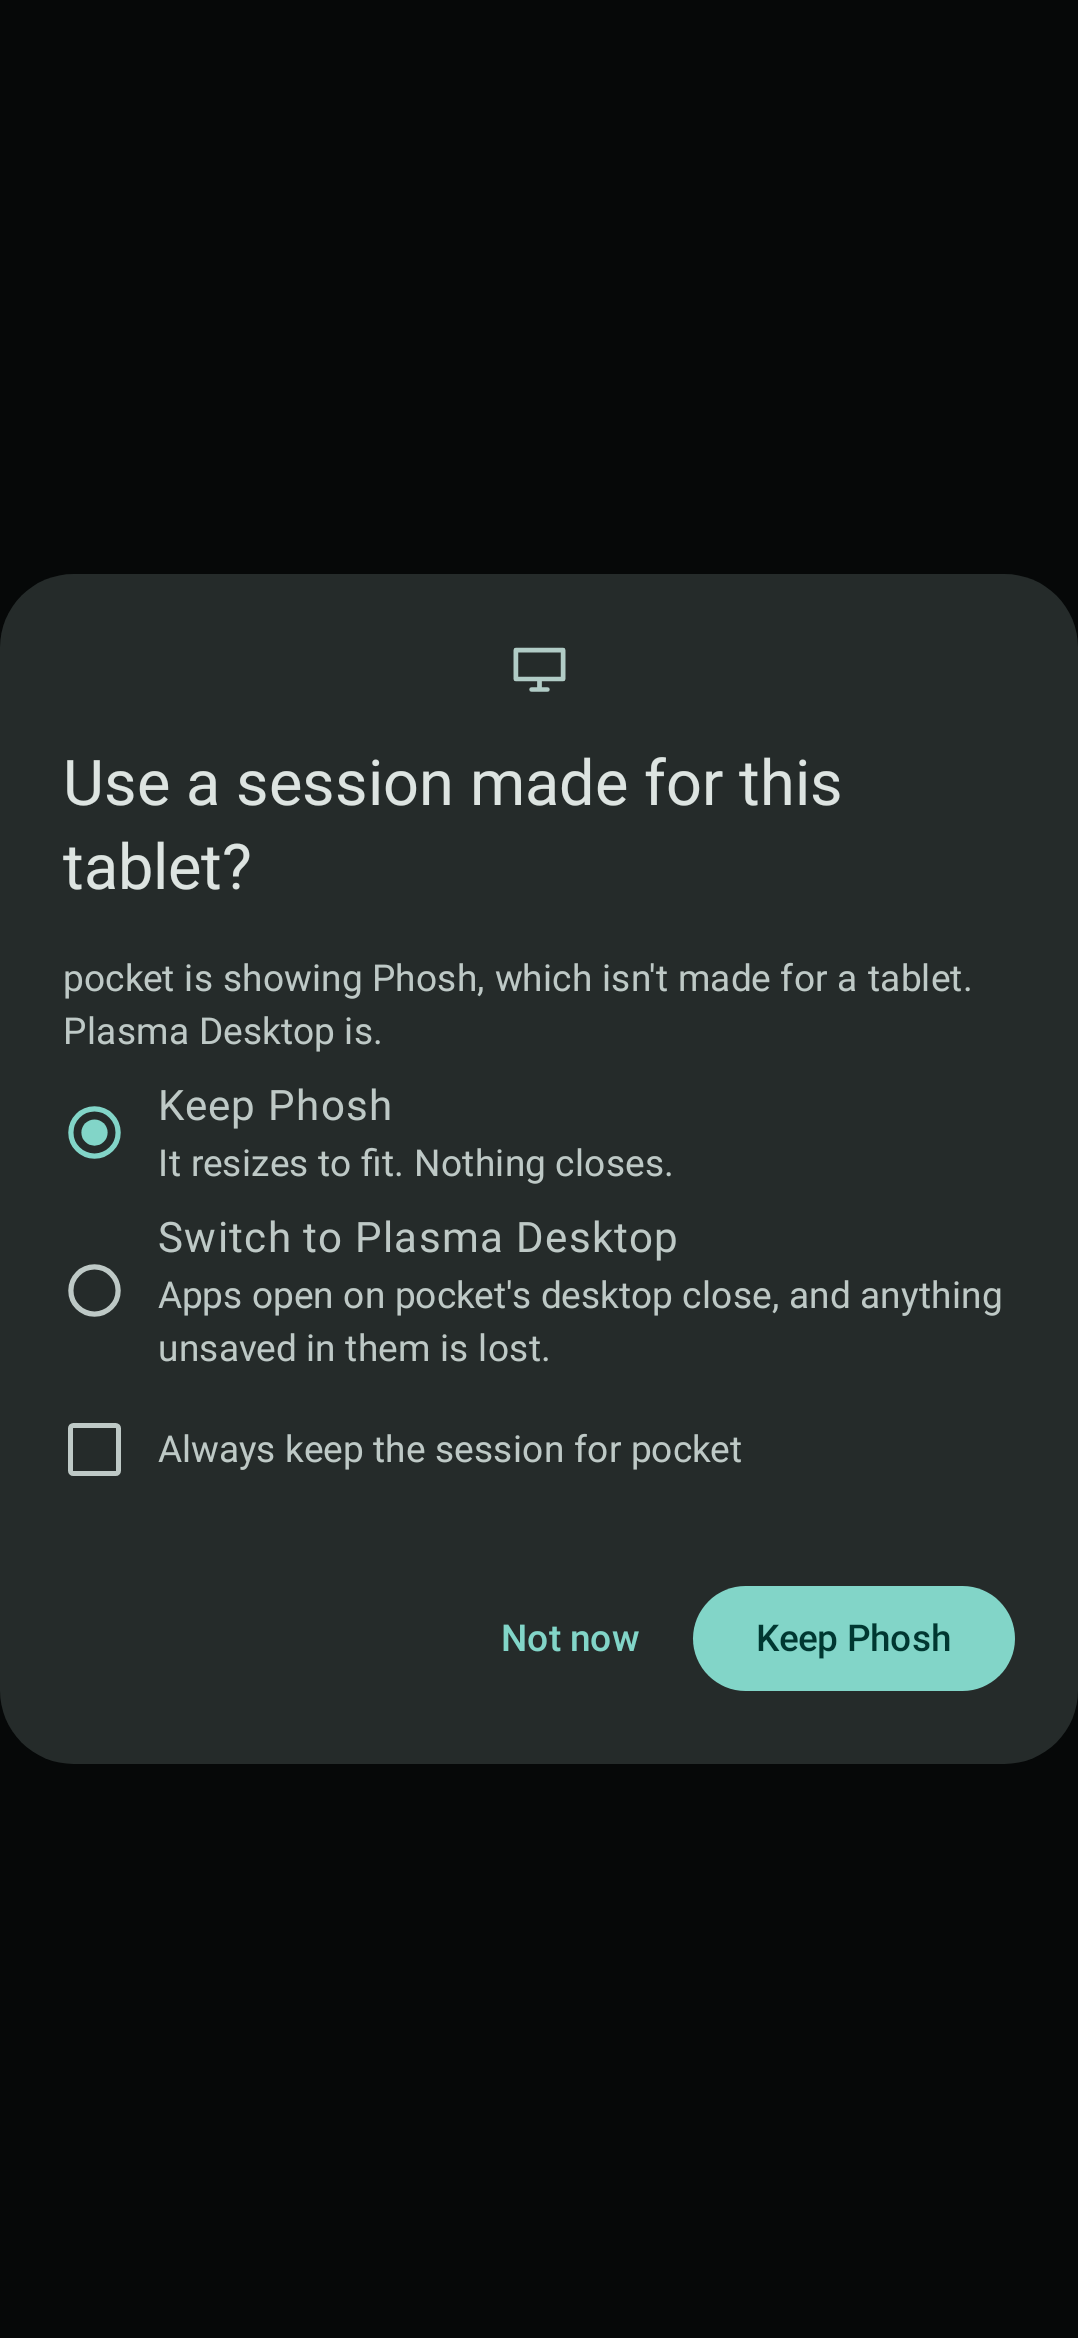 Use a session made for this
tablet?
pocket is showing Phosh, which isn't made for a tablet.
Plasma Desktop is.
Keep Phosh
It resizes to fit. Nothing closes.
Switch to Plasma Desktop
Apps open on pocket's desktop close, and anything
unsaved in them is lost.
Always keep the session for pocket
Not now
Keep Phosh